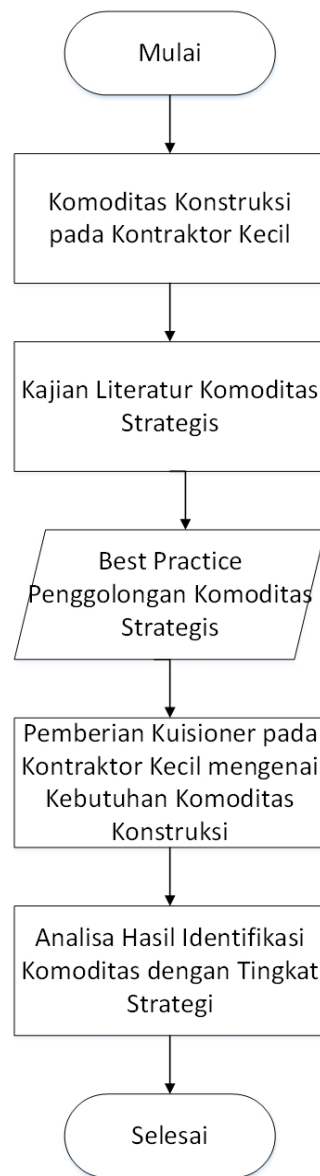 Mulai
Komoditas Konstruksi
pada Kontraktor Kecil
Kajian Literatur Komoditas
Strategis
Best Practice
Penggolongan Komoditas
Strategis
Pemberian Kuisioner pada
Kontraktor Kecil mengenai
Kebutuhan Komoditas
Konstruksi
Analisa Hasil Identifikasi
Komoditas dengan Tingkat
Strategi
Selesai